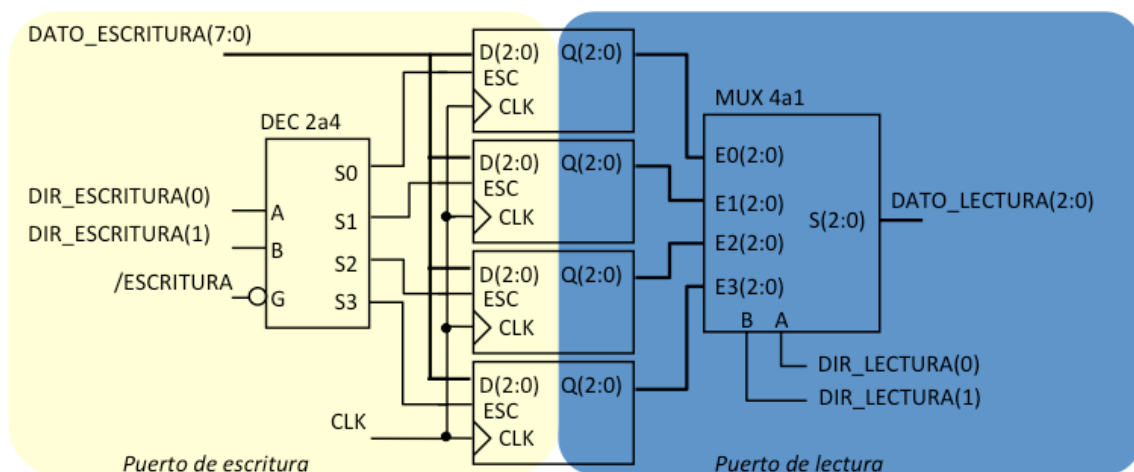 DATO_ESCRITURA(7:0)
D(2:0) Q(2:0)
ESC
CLK
MUX 4a1
DEC 2a4
S0
D(2:0) Q(2:0)
ESC
CLK
E0(2:0)
DIR_ESCRITURA(0)
A
S1
E1(2:0)
S(2:0)
DATO_LECTURA(2:0)
DIR_ESCRITURA(1)
B
S2
D(2:0) Q(2:0)
ESC
CLK
E2(2:0)
/ESCRITURA
G
S3
E3(2:0)
B A
D(2:0) Q(2:0)
ESC
CLK
DIR_LECTURA(0)
DIR_LECTURA(1)
CLK
Puerto de escritura
Puerto de lectura